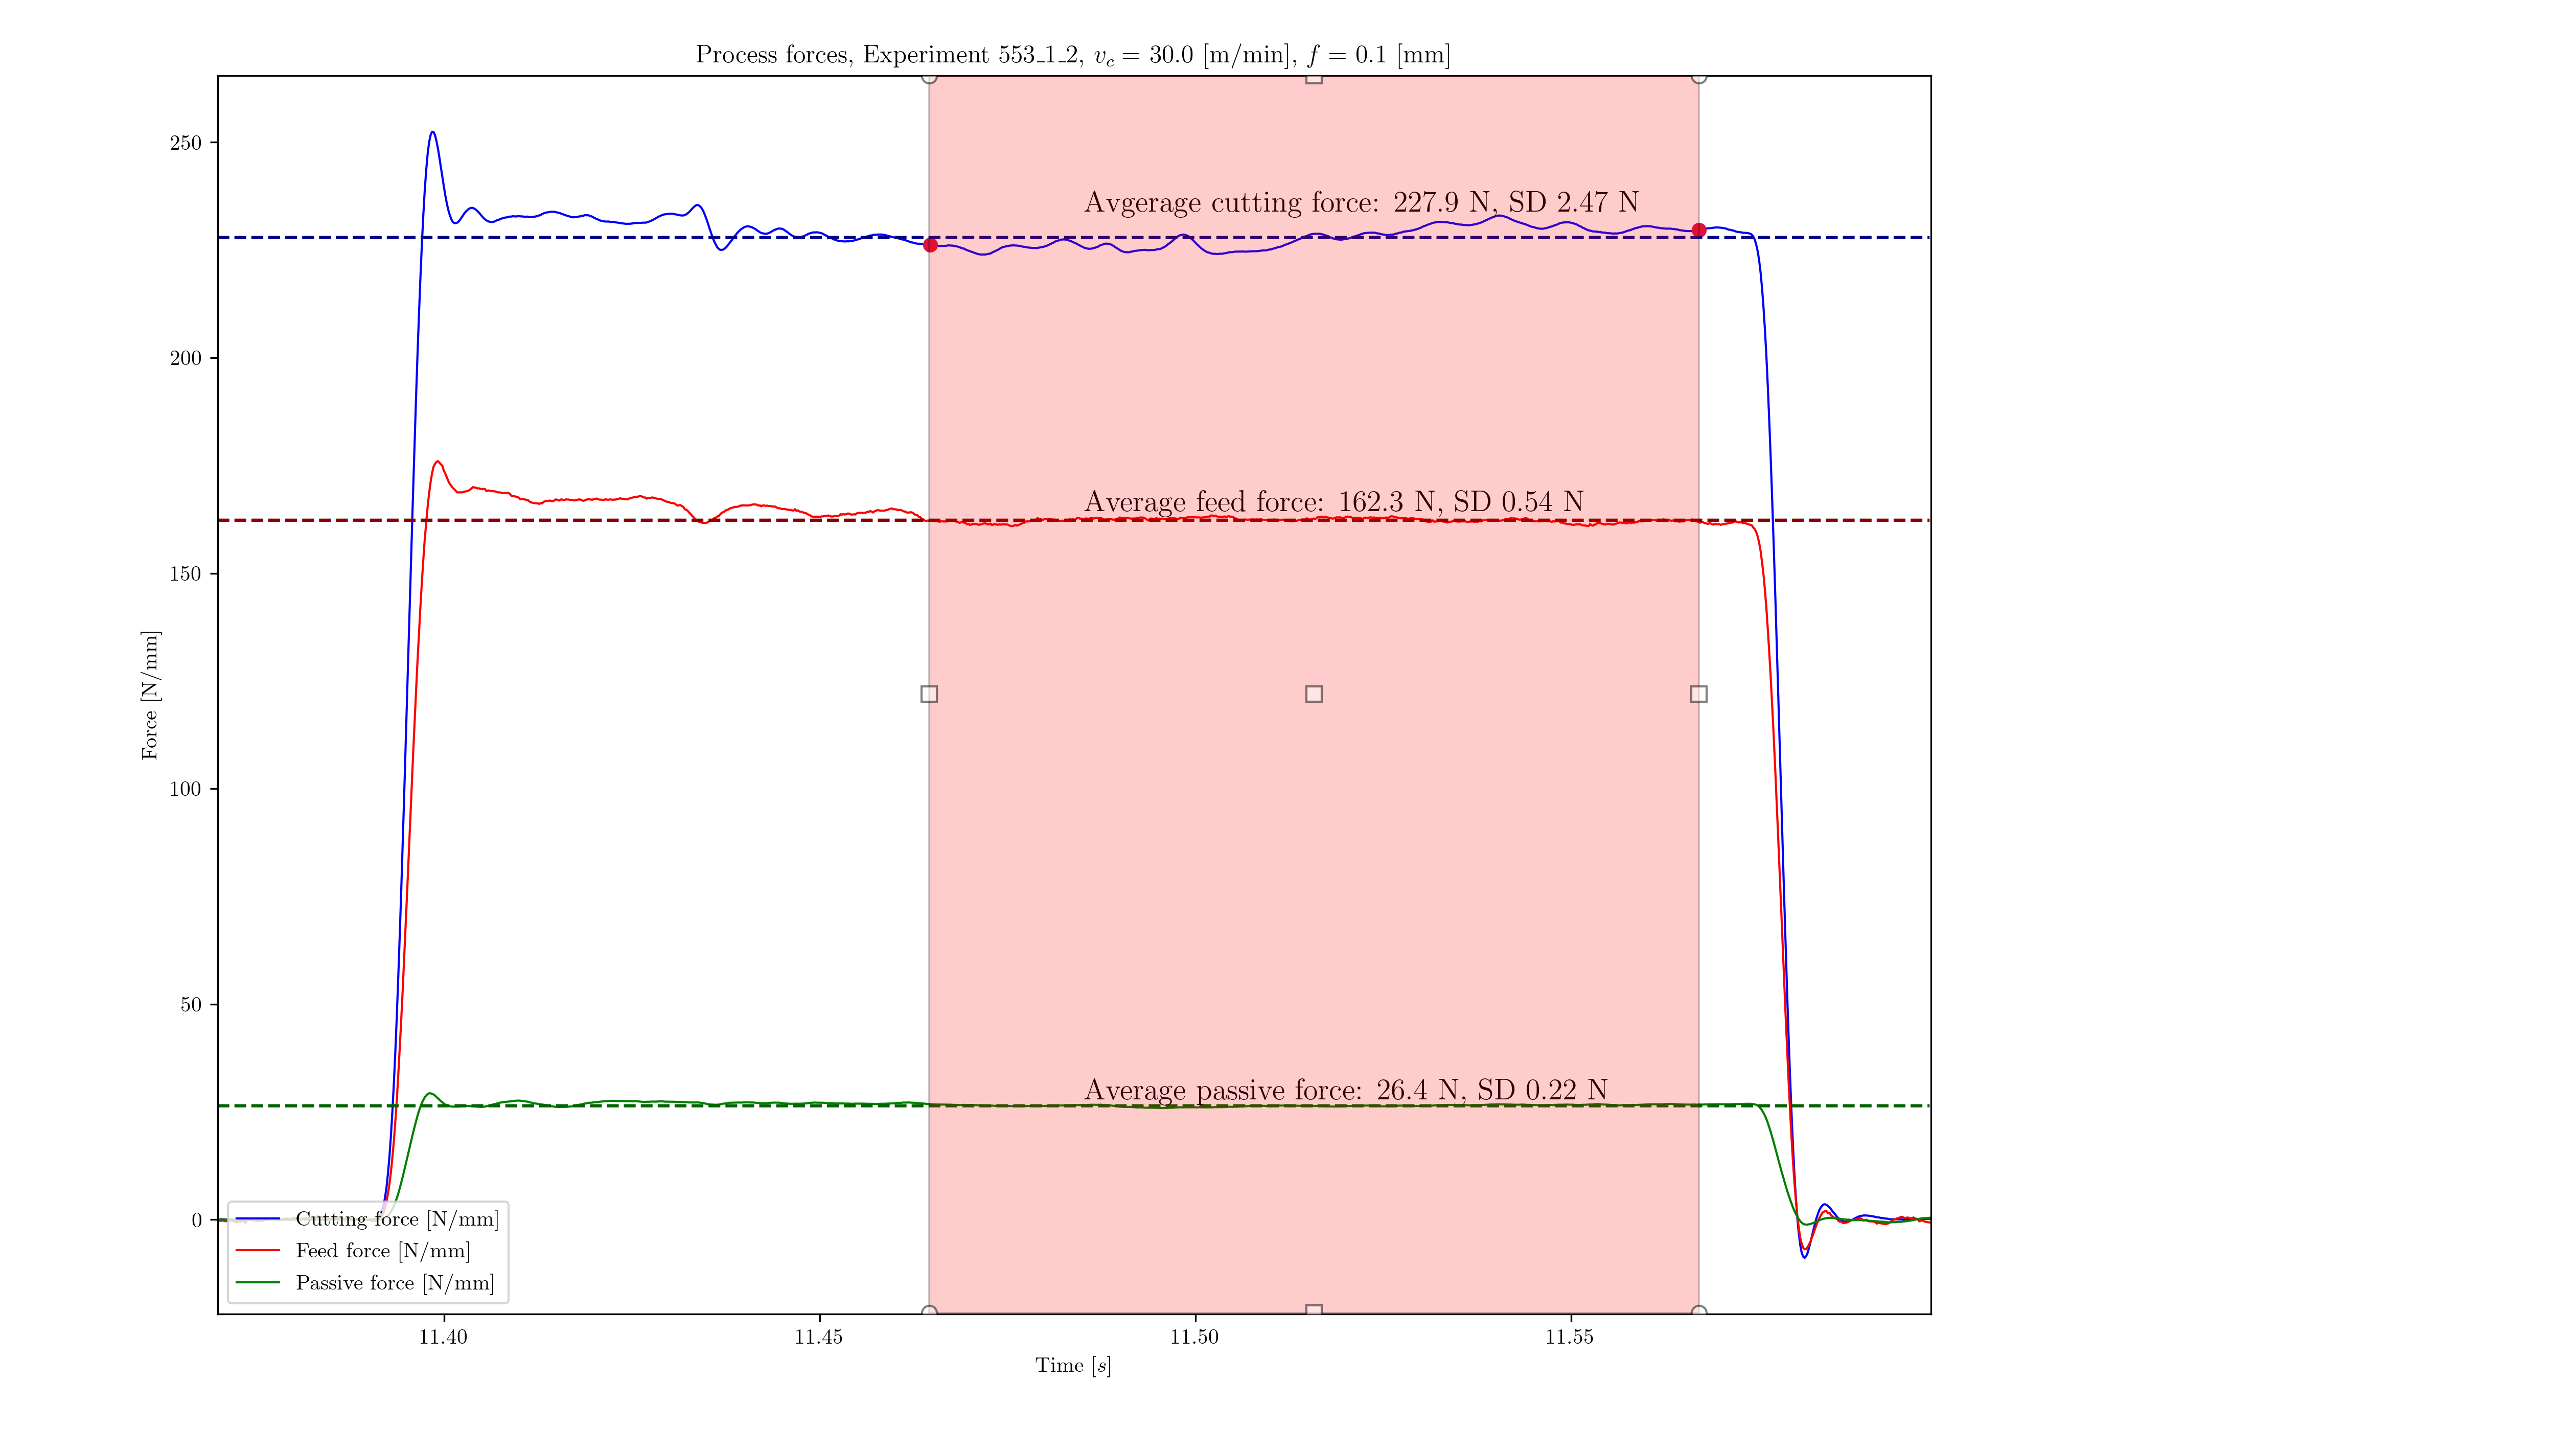 Process forces, Experiment 553_1_2, v_c = 30.0 [m/min], f = 0.1 [mm]
250
200
150
100
50
0
Force [N/mm]
Avgerage cutting force: 227.9 N, SD 2.47 N
Average feed force: 162.3 N, SD 0.54 N
Average passive force: 26.4 N, SD 0.22 N
Cutting force [N/mm]
Feed force [N/mm]
Passive force [N/mm]
11.40
11.45
11.50
11.55
Time [s]